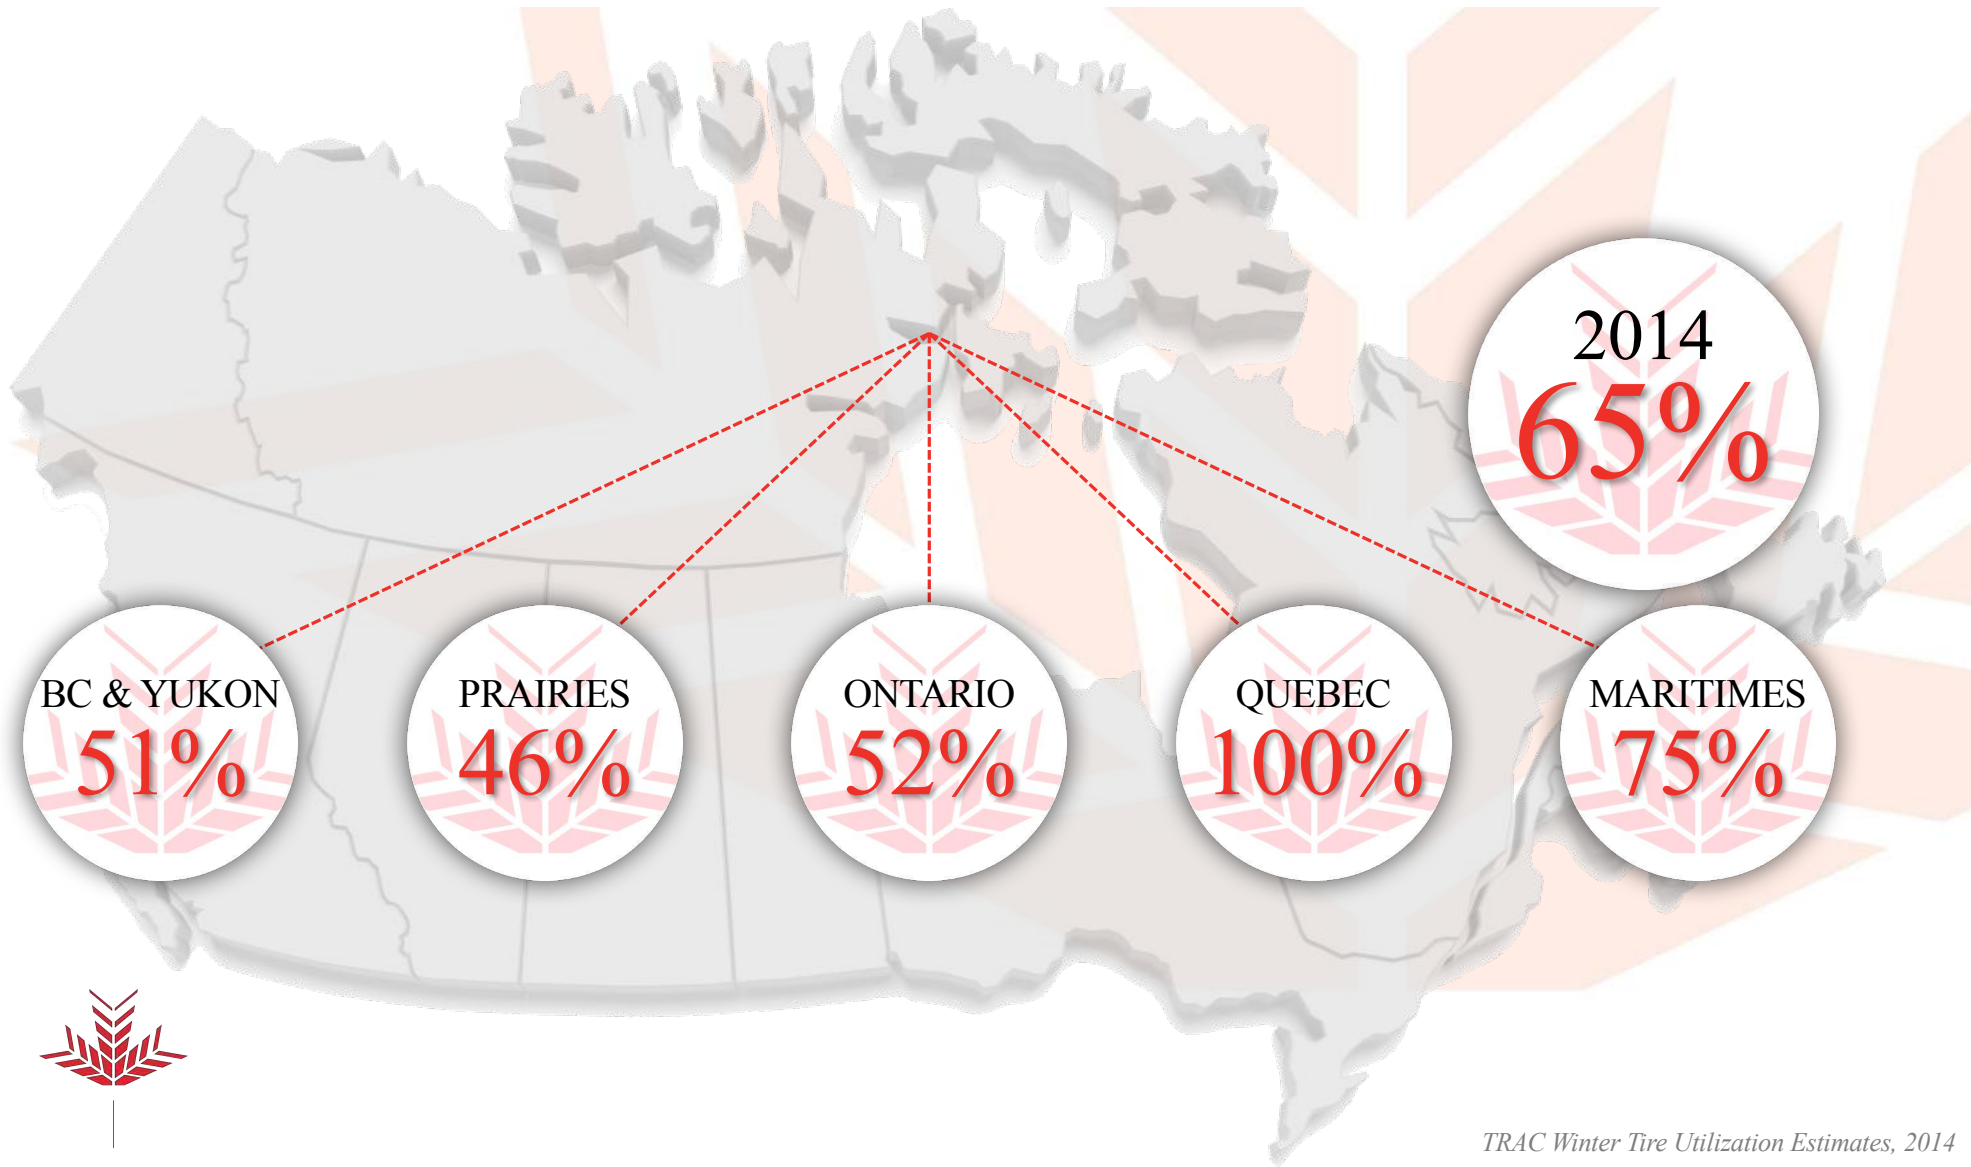 2014
65%
BC & YUKON
51%
PRAIRIES
46%
ONTARIO
52%
QUEBEC
100%
MARITIMES
75%
TRAC Winter Tire Utilization Estimates, 2014